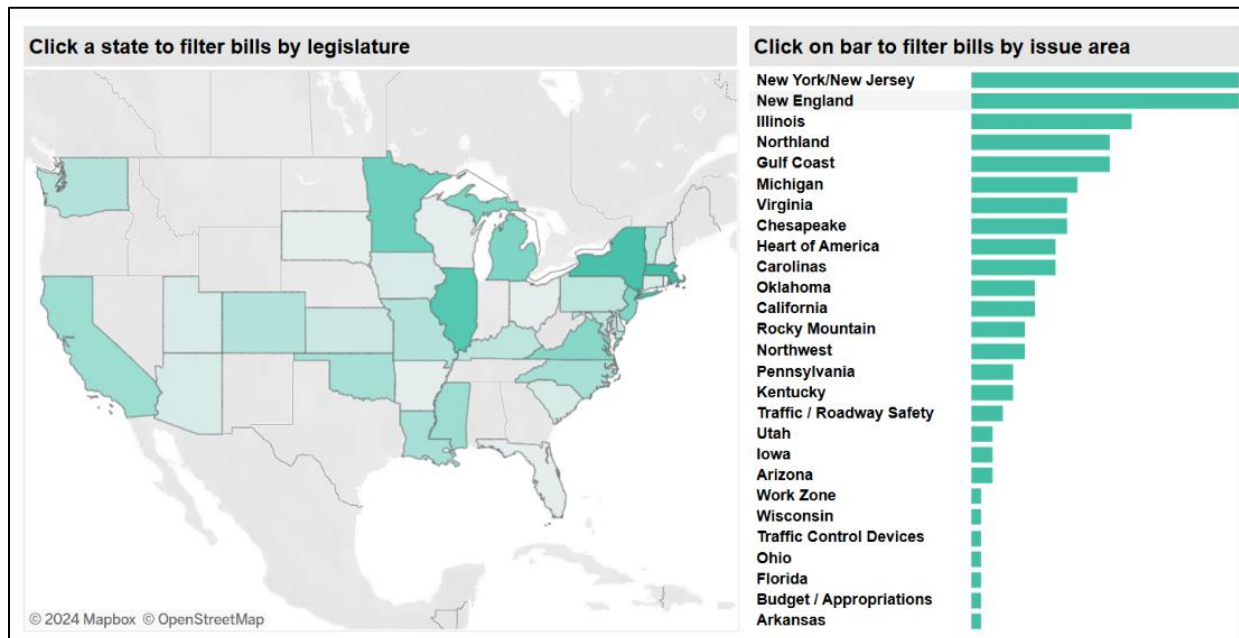 Click a state to filter bills by legislature
© 2024 Mapbox © OpenStreetMap
Click on bar to filter bills by issue area
New York/New Jersey
New England
Illinois
Northland
Gulf Coast
Michigan
Virginia
Chesapeake
Heart of America
Carolinas
Oklahoma
California
Rocky Mountain
Northwest
Pennsylvania
Kentucky
Traffic / Roadway Safety
Utah
Iowa
Arizona
Work Zone
Wisconsin
Traffic Control Devices
Ohio
Florida
Budget / Appropriations
Arkansas